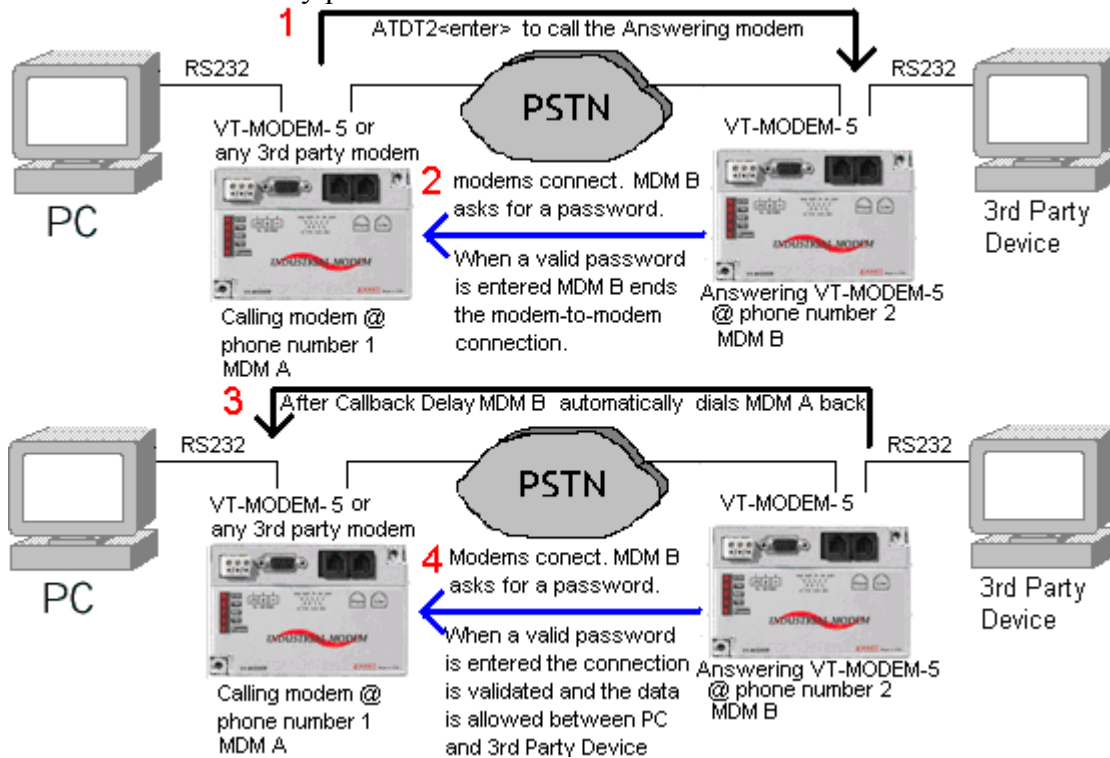 1
ATDT2<enter> to call the Answering modem
RS232
RS232
PSTN
VT-MODEM- 5 or
any 3rd party modem
VT-MODEM- 5
PC
2 modems connect. MDM B
asks for a password.
When a valid password
is entered MDM B ends
the modem-to-modem
connection.
3rd Party
Device
INDUSTRIAL MODEM
INDUSTRIAL MODEM
Calling modem @
phone number 1
MDM A
Answering VT-MODEM-5
@ phone number 2
MDM B
3 After Callback Delay MDM B automatically dials MDM A back
RS232
RS232
PSTN
VT-MODEM- 5 or
any 3rd party modem
VT-MODEM- 5
PC
4 Modems conect. MDM B
asks for a password.
When a valid password
is entered the connection
is validated and the data
is allowed between PC
and 3rd Party Device
3rd Party
Device
INDUSTRIAL MODEM
INDUSTRIAL MODEM
Calling modem @
phone number 1
MDM A
Answering VT-MODEM-5
@ phone number 2
MDM B